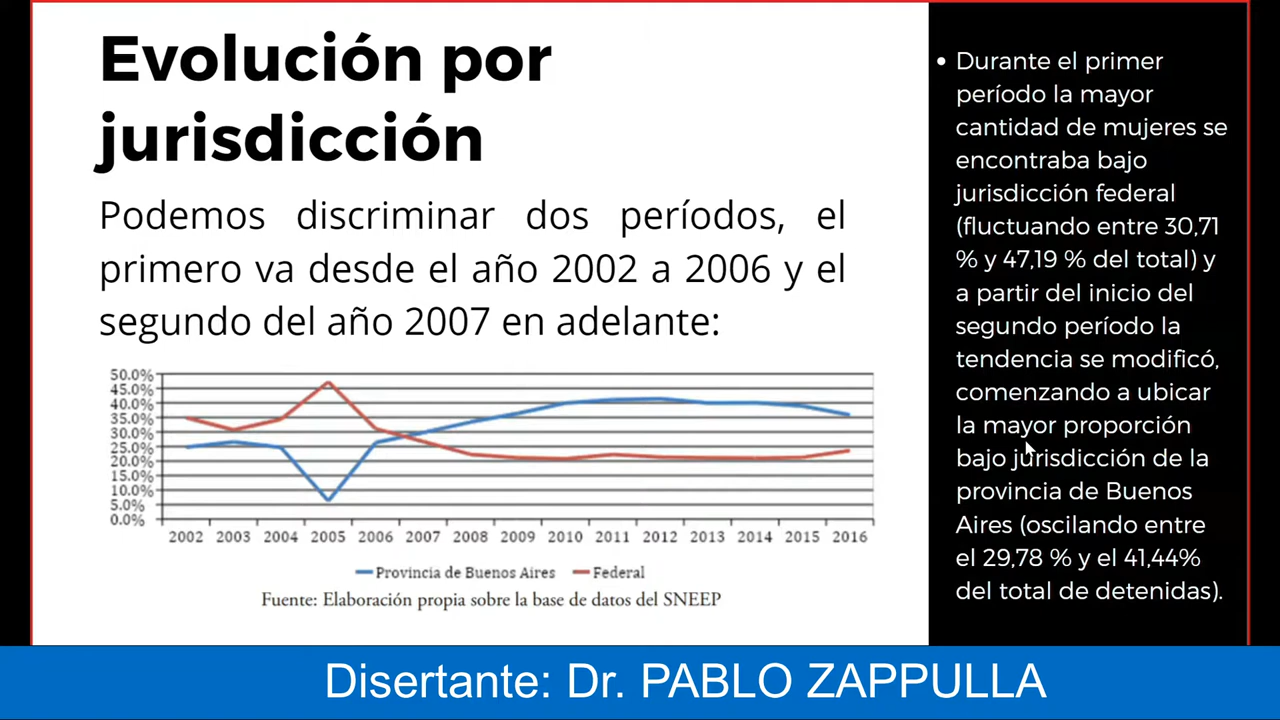 Evolución por
jurisdicción
Podemos discriminar dos períodos, el
primero va desde el año 2002 a 2006 y el
segundo del año 2007 en adelante:
50.0%
45.0%
40.0%
35.0%
30.0%
25.0%
20.0%
15.0%
10.0%
5.0%
0.0%
2002 2003 2004 2005 2006 2007 2008 2009 2010 2011 2012 2013 2014 2015 2016
Provincia de Buenos Aires Federal
Fuente: Elaboración propia sobre la base de datos del SNEEP
• Durante el primer
período la mayor
cantidad de mujeres se
encontraba bajo
jurisdicción federal
(fluctuando entre 30,71
% y 47,19 % del total) y
a partir del inicio del
segundo período la
tendencia se modificó,
comenzando a ubicar
la mayor proporción
bajo jurisdicción de la
provincia de Buenos
Aires (oscilando entre
el 29,78 % y el 41,44%
del total de detenidas).
Disertante: Dr. PABLO ZAPPULLA